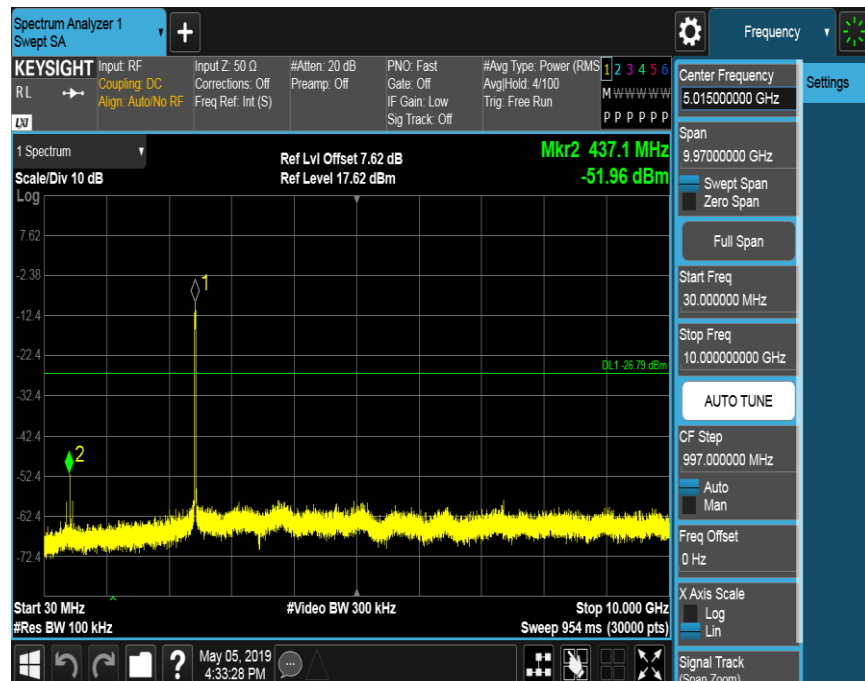 Spectrum Analyzer 1
Swept SA
+
Frequency
KEYSIGHT
RL
LXI
Input: RF
Coupling: DC
Align: Auto/No RF
Input Z: 50 Ω
Corrections: Off
Freq Ref: Int (S)
#Atten: 20 dB
Preamp: Off
PNO: Fast
Gate: Off
IF Gain: Low
Sig Track: Off
#Avg Type: Power (RMS
Avg|Hold: 4/100
Trig: Free Run
1 2 3 4 5 6
M W W W W W
P P P P P P
Center Frequency
5.015000000 GHz
Settings
1 Spectrum
Scale/Div 10 dB
Ref Lvl Offset 7.62 dB
Ref Level 17.62 dBm
Mkr2 437.1 MHz
-51.96 dBm
Log
7.62
-2.38
-12.4
-22.4
-32.4
-42.4
-52.4
-62.4
-72.4
1
2
DL1 -26.79 dBm
Span
9.97000000 GHz
Swept Span
Zero Span
Full Span
Start Freq
30.000000 MHz
Stop Freq
10.000000000 GHz
AUTO TUNE
CF Step
997.000000 MHz
Auto
Man
Freq Offset
0 Hz
X Axis Scale
Log
Lin
Signal Track
(Span Zoom)
Start 30 MHz
#Res BW 100 kHz
#Video BW 300 kHz
Stop 10.000 GHz
Sweep 954 ms (30000 pts)
?
May 05, 2019
4:33:28 PM